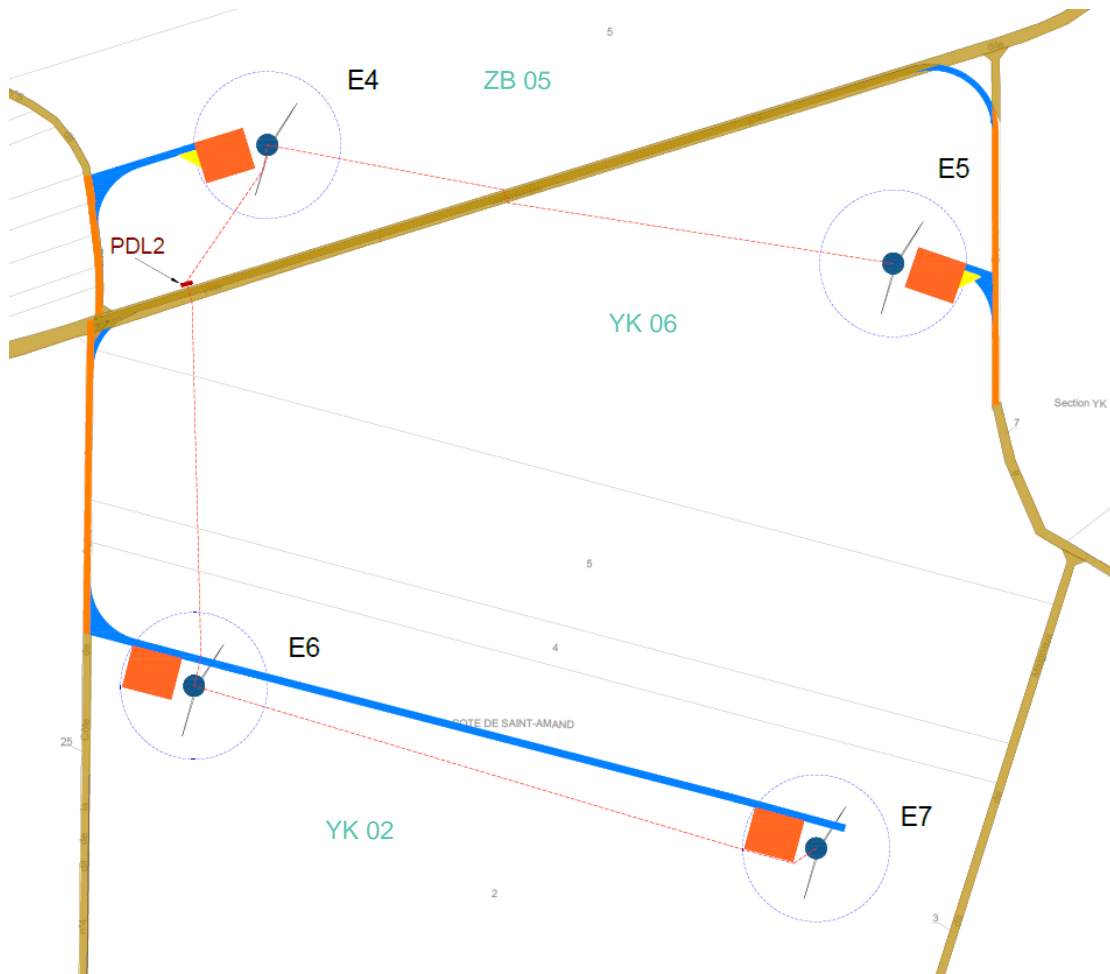 5
E4
ZB 05
E5
PDL2
YK 06
Section YK
7
5
4
E6
COTE DE SAINT-AMAND
25
E7
YK 02
2
3